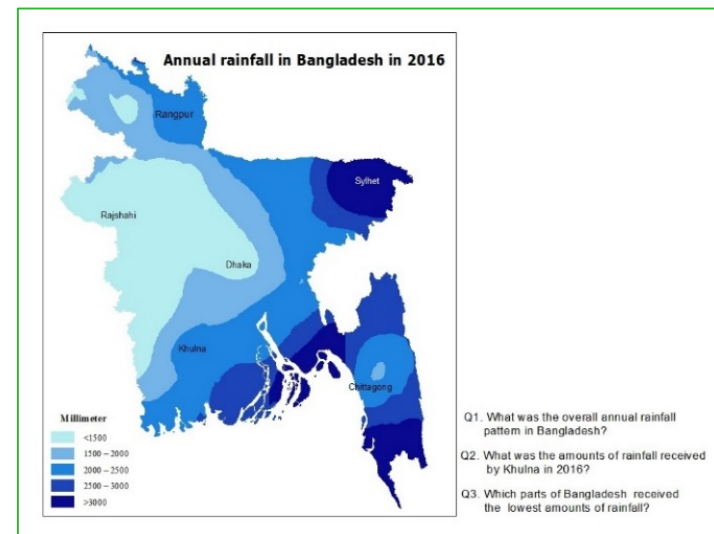 Annual rainfall in Bangladesh in 2016
Rangpur
Sylhet
Rajshahi
Dhaka
Khulna
Chittagong
Millimeter
<1500
1500 – 2000
2000 – 2500
2500 – 3000
>3000
Q1. What was the overall annual rainfall
pattern in Bangladesh?
Q2. What was the amounts of rainfall received
by Khulna in 2016?
Q3. Which parts of Bangladesh received
the lowest amounts of rainfall?